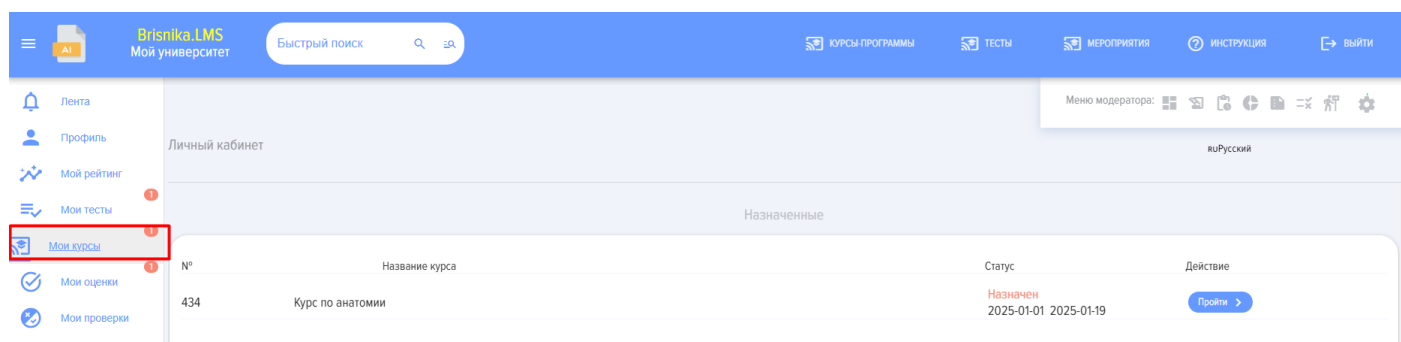 Brisnika.LMS
Мой университет
AI
Быстрый поиск
КУРСЫ-ПРОГРАММЫ
ТЕСТЫ
МЕРОПРИЯТИЯ
ИНСТРУКЦИЯ
ВЫЙТИ
Лента
Меню модератора:
Профиль
Личный кабинет
ruРусский
Мой рейтинг
1
Мои тесты
Назначенные
1
Мои курсы
1
№ Название курса Статус Действие
Мои оценки
434 Курс по анатомии Назначен Пройти
2025-01-01 2025-01-19
Мои проверки